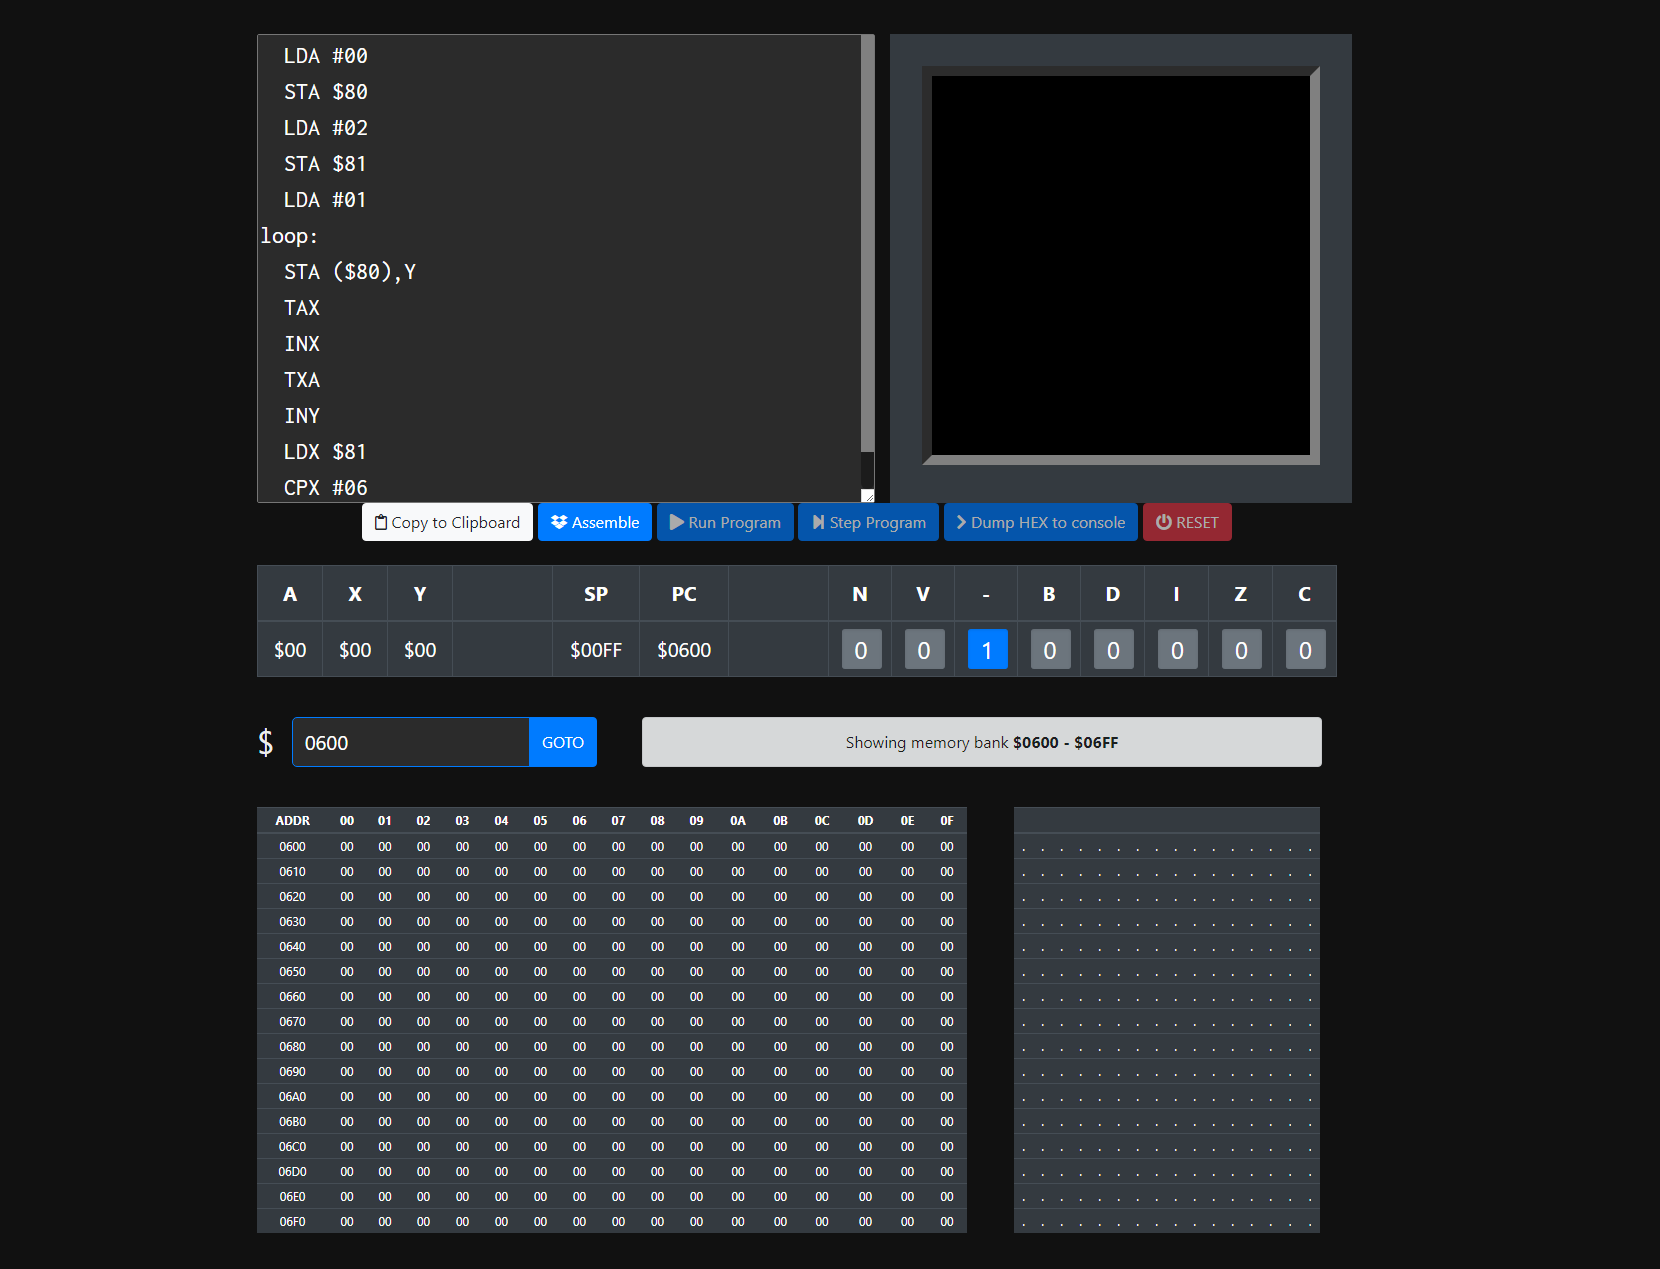 LDA #00
STA $80
LDA #02
STA $81
LDA #01
loop:
STA ($80),Y
TAX
INX
TXA
INY
LDX $81
CPX #06
Copy to Clipboard Assemble Run Program Step Program Dump HEX to console RESET
A X Y SP PC N V - B D I Z C
$00 $00 $00 $00FF $0600 0 0 1 0 0 0 0 0
$ 0600 GOTO Showing memory bank $0600 - $06FF
ADDR 00 01 02 03 04 05 06 07 08 09 0A 0B 0C 0D 0E 0F
0600 00 00 00 00 00 00 00 00 00 00 00 00 00 00 00 00 . . . . . . . . . . . . . . . .
0610 00 00 00 00 00 00 00 00 00 00 00 00 00 00 00 00 . . . . . . . . . . . . . . . .
0620 00 00 00 00 00 00 00 00 00 00 00 00 00 00 00 00 . . . . . . . . . . . . . . . .
0630 00 00 00 00 00 00 00 00 00 00 00 00 00 00 00 00 . . . . . . . . . . . . . . . .
0640 00 00 00 00 00 00 00 00 00 00 00 00 00 00 00 00 . . . . . . . . . . . . . . . .
0650 00 00 00 00 00 00 00 00 00 00 00 00 00 00 00 00 . . . . . . . . . . . . . . . .
0660 00 00 00 00 00 00 00 00 00 00 00 00 00 00 00 00 . . . . . . . . . . . . . . . .
0670 00 00 00 00 00 00 00 00 00 00 00 00 00 00 00 00 . . . . . . . . . . . . . . . .
0680 00 00 00 00 00 00 00 00 00 00 00 00 00 00 00 00 . . . . . . . . . . . . . . . .
0690 00 00 00 00 00 00 00 00 00 00 00 00 00 00 00 00 . . . . . . . . . . . . . . . .
06A0 00 00 00 00 00 00 00 00 00 00 00 00 00 00 00 00 . . . . . . . . . . . . . . . .
06B0 00 00 00 00 00 00 00 00 00 00 00 00 00 00 00 00 . . . . . . . . . . . . . . . .
06C0 00 00 00 00 00 00 00 00 00 00 00 00 00 00 00 00 . . . . . . . . . . . . . . . .
06D0 00 00 00 00 00 00 00 00 00 00 00 00 00 00 00 00 . . . . . . . . . . . . . . . .
06E0 00 00 00 00 00 00 00 00 00 00 00 00 00 00 00 00 . . . . . . . . . . . . . . . .
06F0 00 00 00 00 00 00 00 00 00 00 00 00 00 00 00 00 . . . . . . . . . . . . . . . .